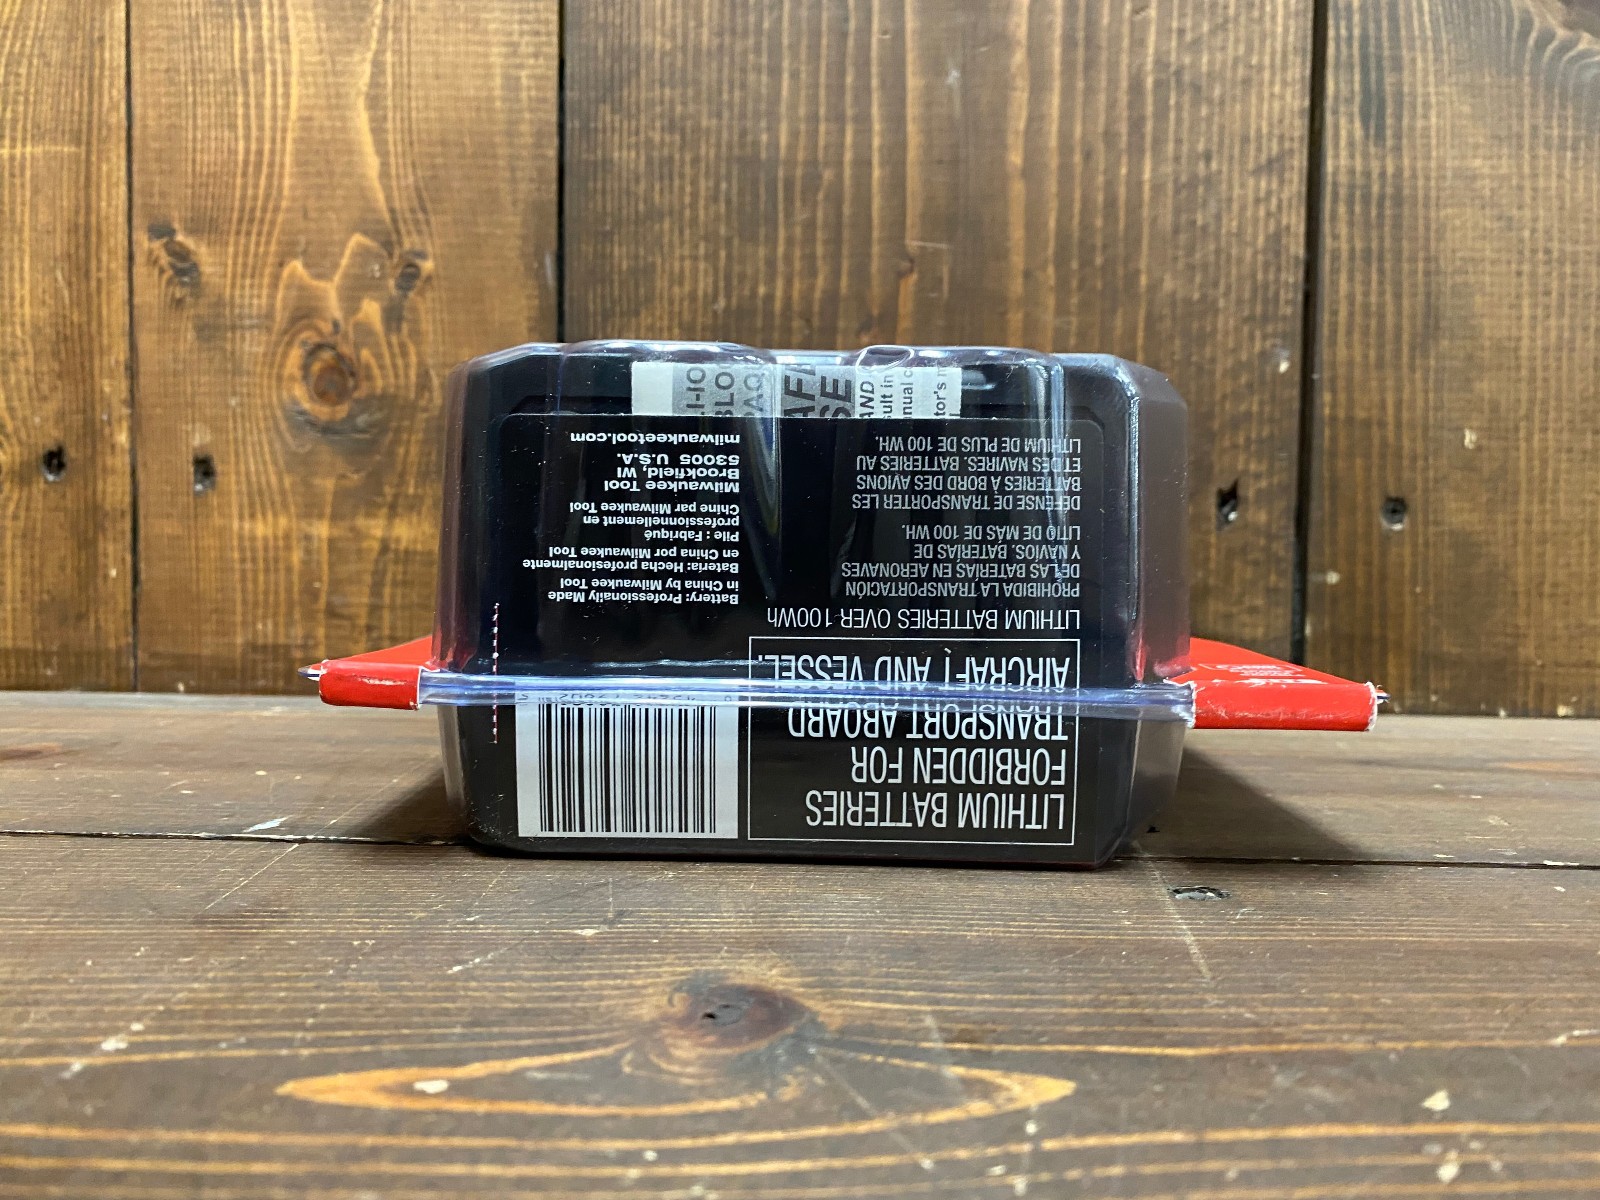 LITHIUM BATTERIES
FORBIDDEN FOR
TRANSPORT ABOARD
AIRCRAFT AND VESSEL.
LITHIUM BATTERIES OVER 100Wh
PROHIBIDA LA TRANSPORTACIÓN
DE LAS BATERÍAS EN AERONAVES
Y NAVIOS. BATERIAS DE
LITIO DE MÁS DE 100 WH.
DÉFENSE DE TRANSPORTER LES
BATTERIES À BORD DES AVIONS
ET DES NAVIRES. BATTERIES AU
LITHIUM DE PLUS DE 100 WH.
Battery: Professionally Made
in China by Milwaukee Tool
Bateria: Hecha profesionalmente
en China por Milwaukee Tool
Pile : Fabriqué
professionnellement en
Chine par Milwaukee Tool
Milwaukee Tool
Brookfield, WI
53005 U.S.A.
milwaukeetool.com
AND